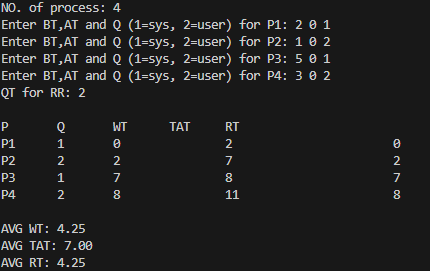 NO. of process: 4
Enter BT,AT and Q (1=sys, 2=user) for P1: 2 0 1
Enter BT,AT and Q (1=sys, 2=user) for P2: 1 0 2
Enter BT,AT and Q (1=sys, 2=user) for P3: 5 0 1
Enter BT,AT and Q (1=sys, 2=user) for P4: 3 0 2
QT for RR: 2
P Q WT TAT RT
P1 1 0 2 0
P2 2 2 7 2
P3 1 7 8 7
P4 2 8 11 8
AVG WT: 4.25
AVG TAT: 7.00
AVG RT: 4.25